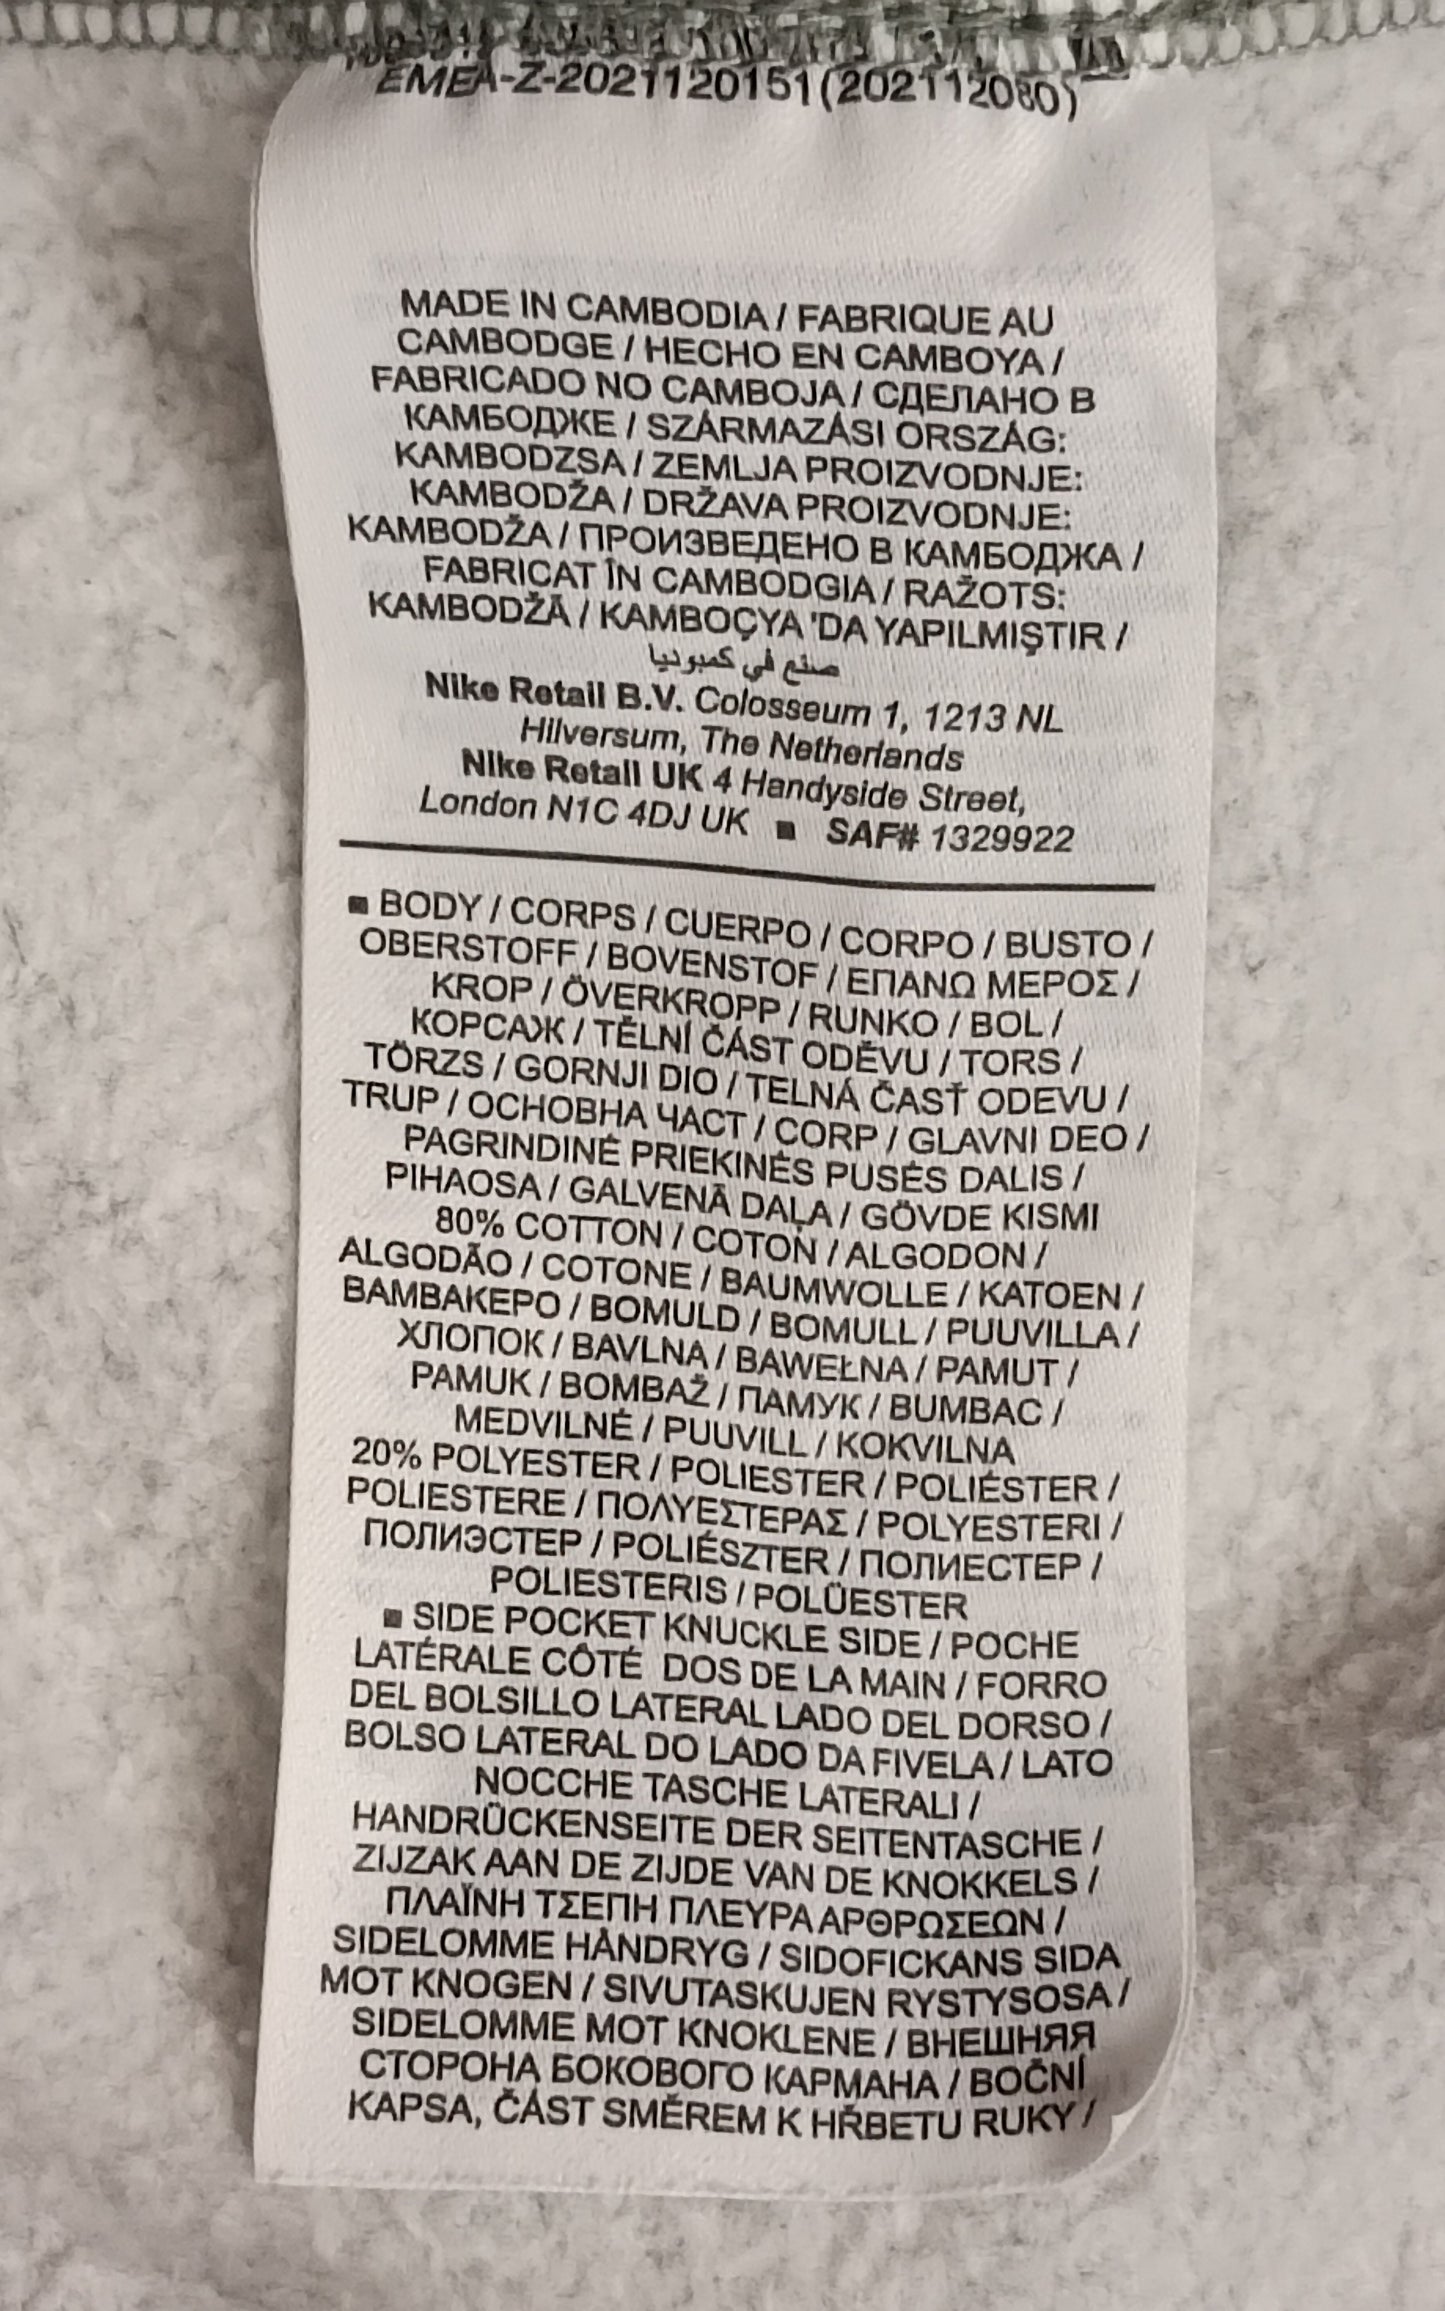 EMEA-Z-2021120151(202112080)
MADE IN CAMBODIA / FABRIQUE AU
CAMBODGE / HECHO EN CAMBOYA /
FABRICADO NO CAMBOJA / СДЕЛАНО В
КАМБОДЖЕ / SZÁRMAZÁSI ORSZÁG:
KAMBODZSA / ZEMLJA PROIZVODNJE:
KAMBODŽA / DRŽAVA PROIZVODNJE:
KAMBODŽA / ПРОИЗВЕДЕНО В КАМБОДЖА /
FABRICAT ÎN CAMBODGIA / RAŽOTS:
KAMBODŽĀ / KAMBOÇYA 'DA YAPILMIŞTIR /
صنع في كمبوديا
Nike Retail B.V. Colosseum 1, 1213 NL
Hilversum, The Netherlands
Nike Retail UK 4 Handyside Street,
London N1C 4DJ UK ■ SAF# 1329922
■ BODY / CORPS / CUERPO / CORPO / BUSTO /
OBERSTOFF / BOVENSTOF / ΕΠΑΝΩ ΜΕΡΟΣ /
KROP / ÖVERKROPP / RUNKO / BOL /
КОРСАЖ / TĚLNÍ ČÁST ODĚVU / TORS /
TÖRZS / GORNJI DIO / TELNÁ ČASŤ ODEVU /
TRUP / ОСНОВНА ЧАСТ / CORP / GLAVNI DEO /
PAGRINDINĖ PRIEKINĖS PUSĖS DALIS /
PIHAOSA / GALVENĀ DAĻA / GÖVDE KISMI
80% COTTON / COTON / ALGODON /
ALGODÃO / COTONE / BAUMWOLLE / KATOEN /
ΒΑΜΒΑΚΕΡΟ / BOMULD / BOMULL / PUUVILLA /
ХЛОПОК / BAVLNA / BAWEŁNA / PAMUT /
PAMUK / BOMBAŽ / ПАМУК / BUMBAC /
MEDVILNĖ / PUUVILL / KOKVILNA
20% POLYESTER / POLIESTER / POLIÉSTER /
POLIESTERE / ΠΟΛΥΕΣΤΕΡΑΣ / POLYESTERI /
ПОЛИЭСТЕР / POLIÉSZTER / ПОЛИЕСТЕР /
POLIESTERIS / POLÜESTER
■ SIDE POCKET KNUCKLE SIDE / POCHE
LATÉRALE CÔTÉ DOS DE LA MAIN / FORRO
DEL BOLSILLO LATERAL LADO DEL DORSO /
BOLSO LATERAL DO LADO DA FIVELA / LATO
NOCCHE TASCHE LATERALI /
HANDRÜCKENSEITE DER SEITENTASCHE /
ZIJZAK AAN DE ZIJDE VAN DE KNOKKELS /
ΠΛΑΪΝΗ ΤΣΕΠΗ ΠΛΕΥΡΑ ΑΡΘΡΩΣΕΩΝ /
SIDELOMME HÅNDRYG / SIDOFICKANS SIDA
MOT KNOGEN / SIVUTASKUJEN RYSTYSOSA /
SIDELOMME MOT KNOKLENE / ВНЕШНЯЯ
СТОРОНА БОКОВОГО КАРМАНА / BOČNÍ
KAPSA, ČÁST SMĚREM K HŘBETU RUKY /